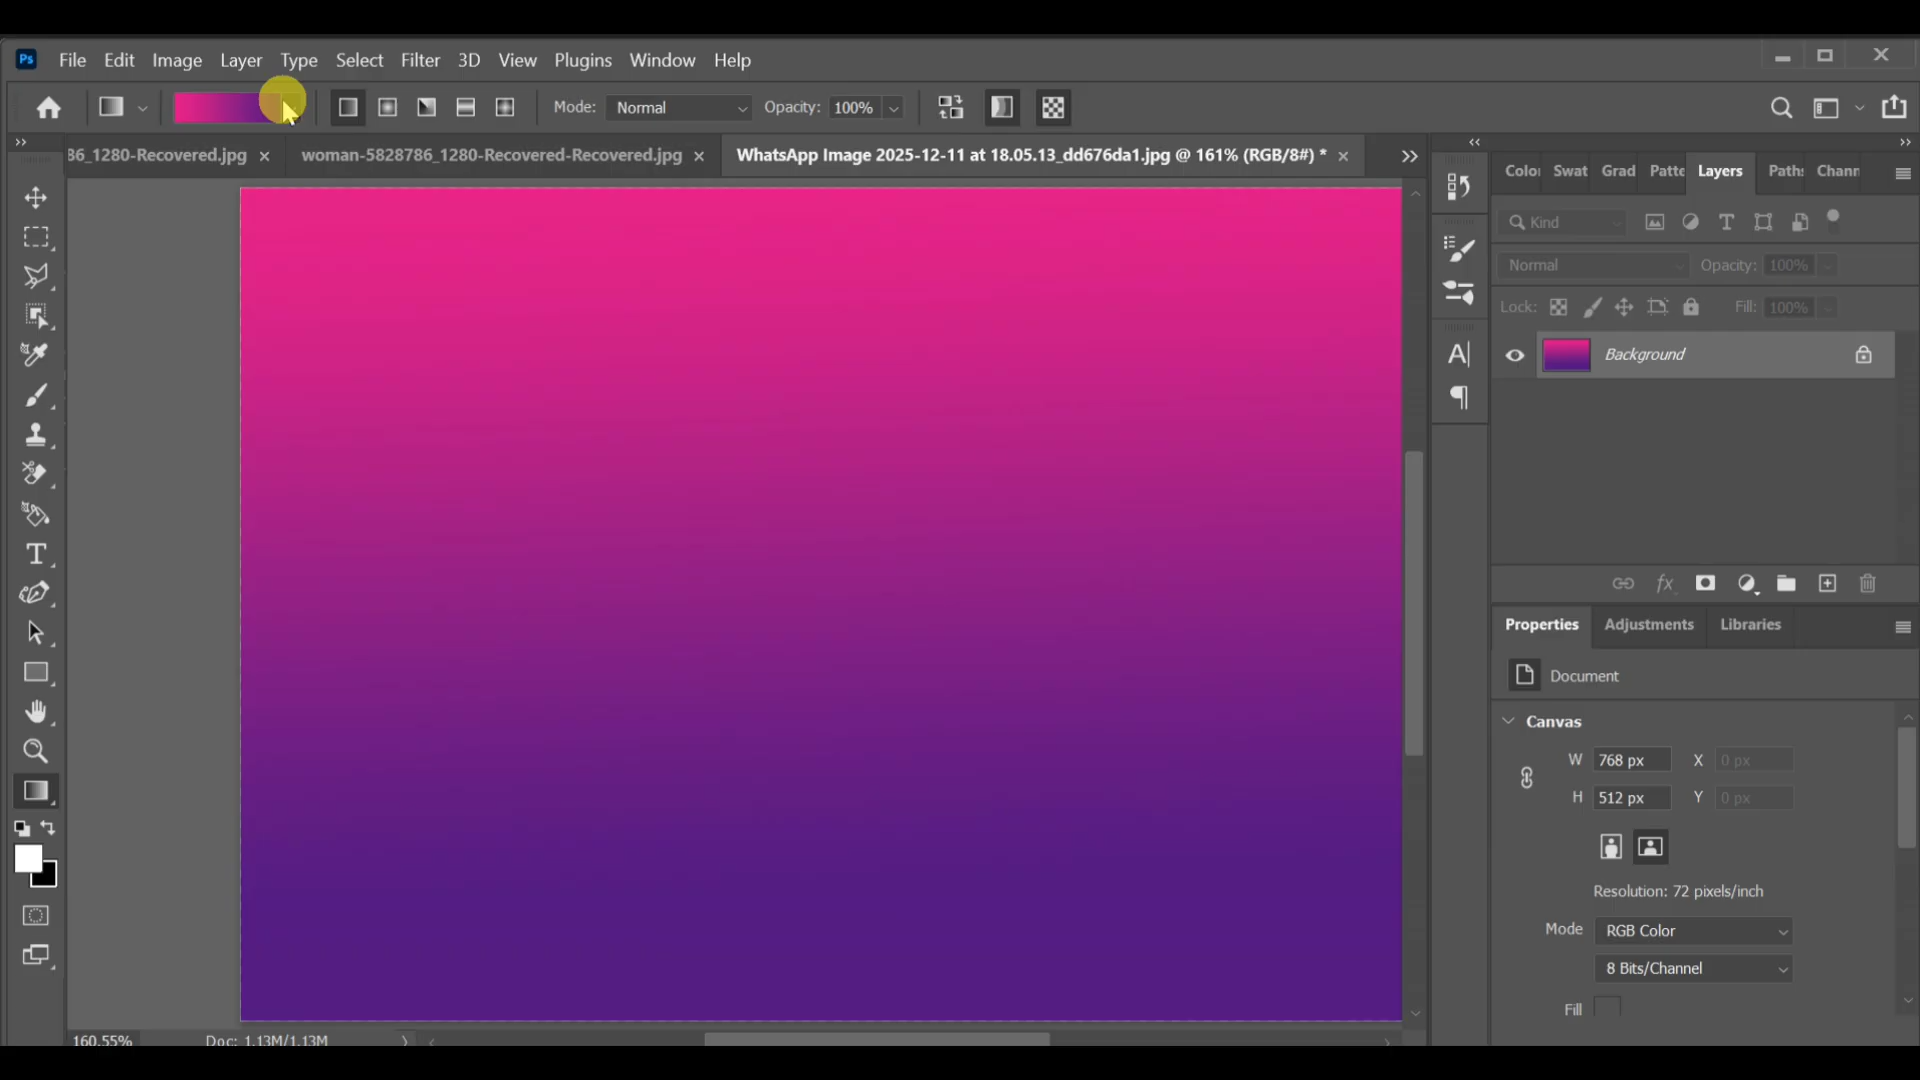 Ps File Edit Image Layer Type Select Filter 3D View Plugins Window Help
Mode: Normal Opacity: 100%
86_1280-Recovered.jpg × woman-5828786_1280-Recovered-Recovered.jpg × WhatsApp Image 2025-12-11 at 18.05.13_dd676da1.jpg @ 161% (RGB/8#) * ×
Color Swat Grad Patte Layers Paths Chann
Kind
Normal Opacity: 100%
Lock: Fill: 100%
Background
Properties Adjustments Libraries
Document
Canvas
W 768 px X 0 px
H 512 px Y 0 px
Resolution: 72 pixels/inch
Mode RGB Color
8 Bits/Channel
Fill
160.55% Doc: 1.13M/1.13M